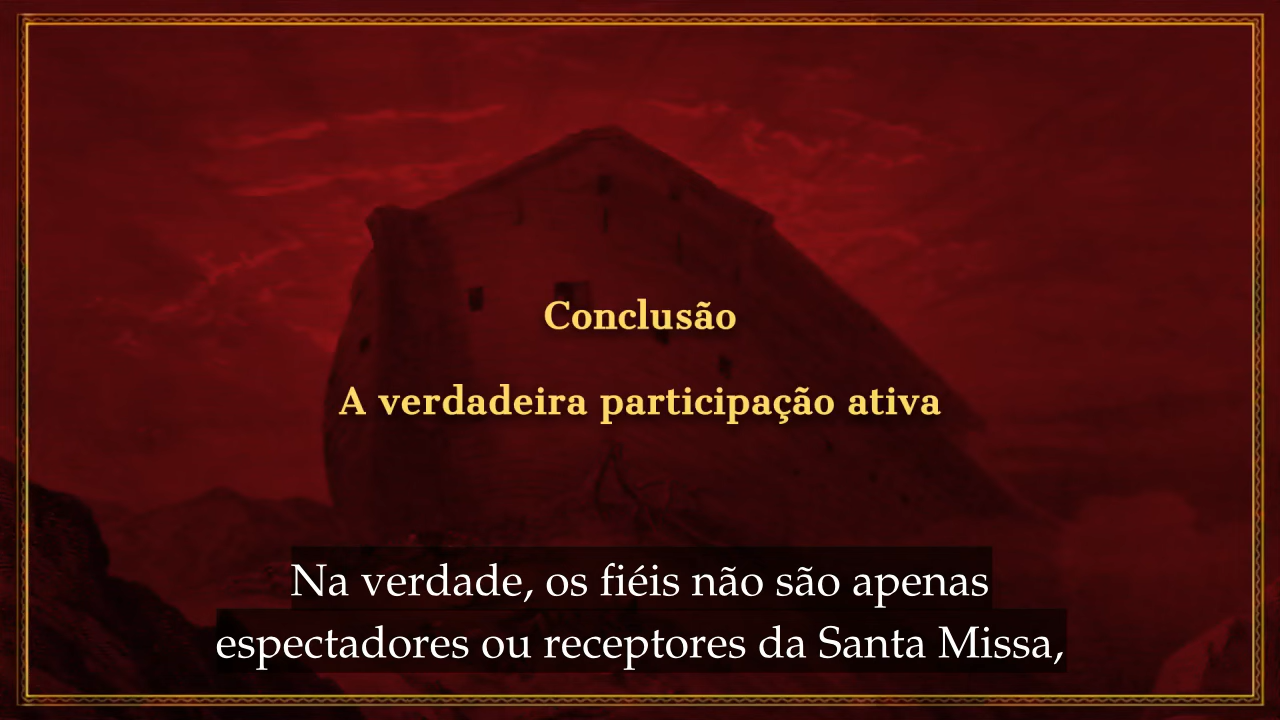 Conclusão
A verdadeira participação ativa
Na verdade, os fiéis não são apenas
espectadores ou receptores da Santa Missa,